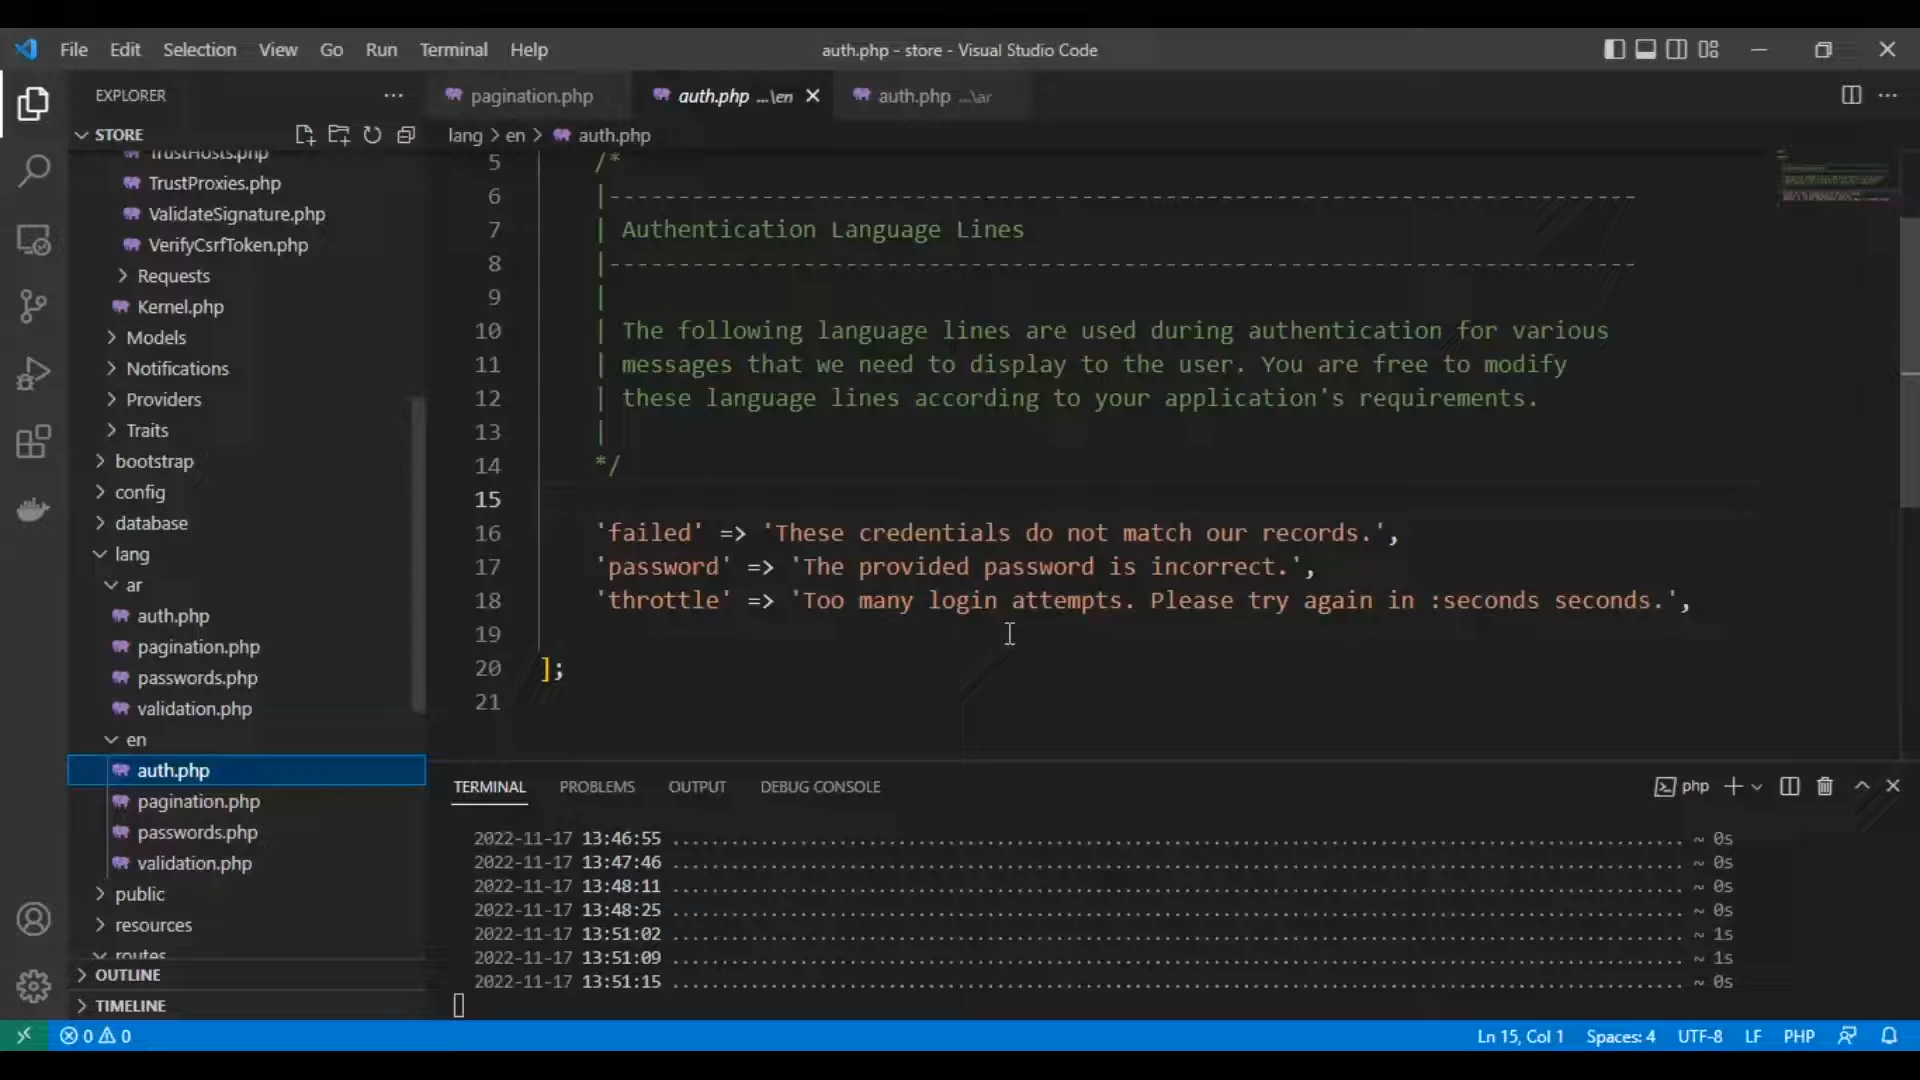 File Edit Selection View Go Run Terminal Help
auth.php - store - Visual Studio Code
EXPLORER
STORE
TrustHosts.php
TrustProxies.php
ValidateSignature.php
VerifyCsrfToken.php
Requests
Kernel.php
Models
Notifications
Providers
Traits
bootstrap
config
database
lang
ar
auth.php
pagination.php
passwords.php
validation.php
en
auth.php
pagination.php
passwords.php
validation.php
public
resources
routes
OUTLINE
TIMELINE
pagination.php auth.php ...\en auth.php ...\ar
lang > en > auth.php
5 /*
6 |--------------------------------------------------------------------------
7 | Authentication Language Lines
8 |--------------------------------------------------------------------------
9 |
10 | The following language lines are used during authentication for various
11 | messages that we need to display to the user. You are free to modify
12 | these language lines according to your application's requirements.
13 |
14 */
15
16 'failed' => 'These credentials do not match our records.',
17 'password' => 'The provided password is incorrect.',
18 'throttle' => 'Too many login attempts. Please try again in :seconds seconds.',
19
20 ];
21
TERMINAL PROBLEMS OUTPUT DEBUG CONSOLE
php
2022-11-17 13:46:55 ........................................ ~ 0s
2022-11-17 13:47:46 ........................................ ~ 0s
2022-11-17 13:48:11 ........................................ ~ 0s
2022-11-17 13:48:25 ........................................ ~ 0s
2022-11-17 13:51:02 ........................................ ~ 1s
2022-11-17 13:51:09 ........................................ ~ 1s
2022-11-17 13:51:15 ........................................ ~ 0s
0 0
Ln 15, Col 1 Spaces: 4 UTF-8 LF PHP